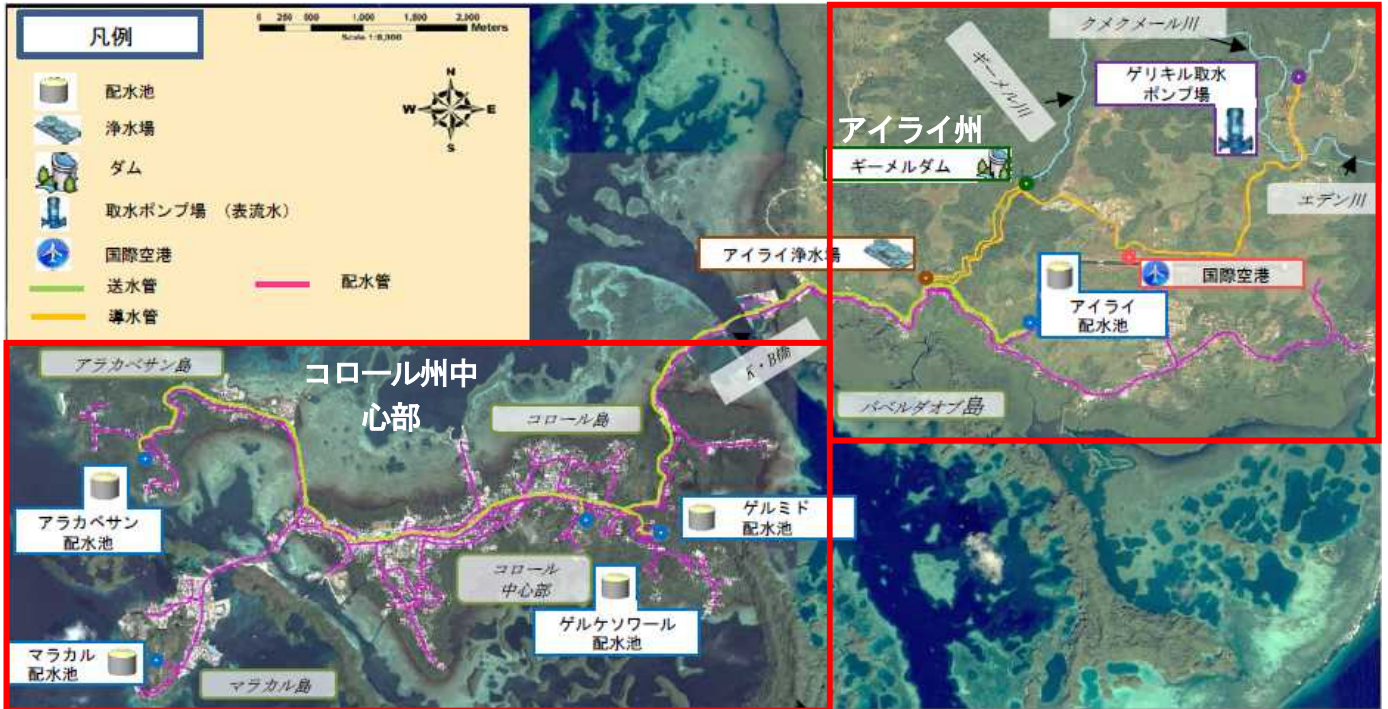 凡例
0 250 500 1,000 1,500 2,000
Meters
Scale 1:8,000
N
W E
S
配水池
浄水場
ダム
取水ポンプ場 （表流水）
国際空港
送水管
配水管
導水管
クメクメール川
ギーメル川
ゲリキル取水
ポンプ場
アイライ州
ギーメルダム
エデン川
アイライ浄水場
国際空港
アイライ
配水池
K・B橋
バベルダオブ島
アラカベサン島
コロール州中
心部
コロール島
アラカベサン
配水池
ゲルミド
配水池
コロール
中心部
ゲルケソワール
配水池
マラカル
配水池
マラカル島